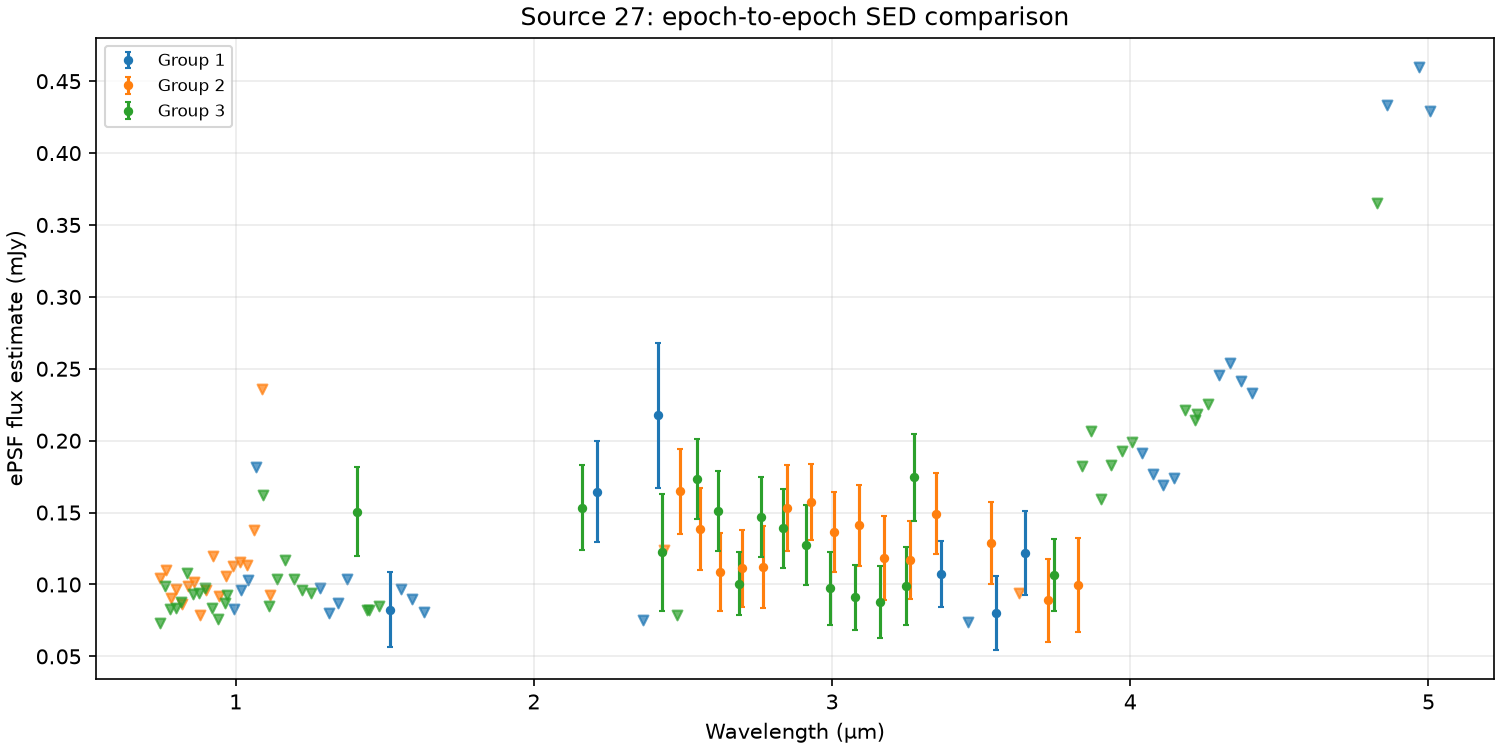 Source 27: epoch-to-epoch SED comparison
Group 1
Group 2
Group 3
ePSF flux estimate (mJy)
0.45
0.40
0.35
0.30
0.25
0.20
0.15
0.10
0.05
1 2 3 4 5
Wavelength (μm)